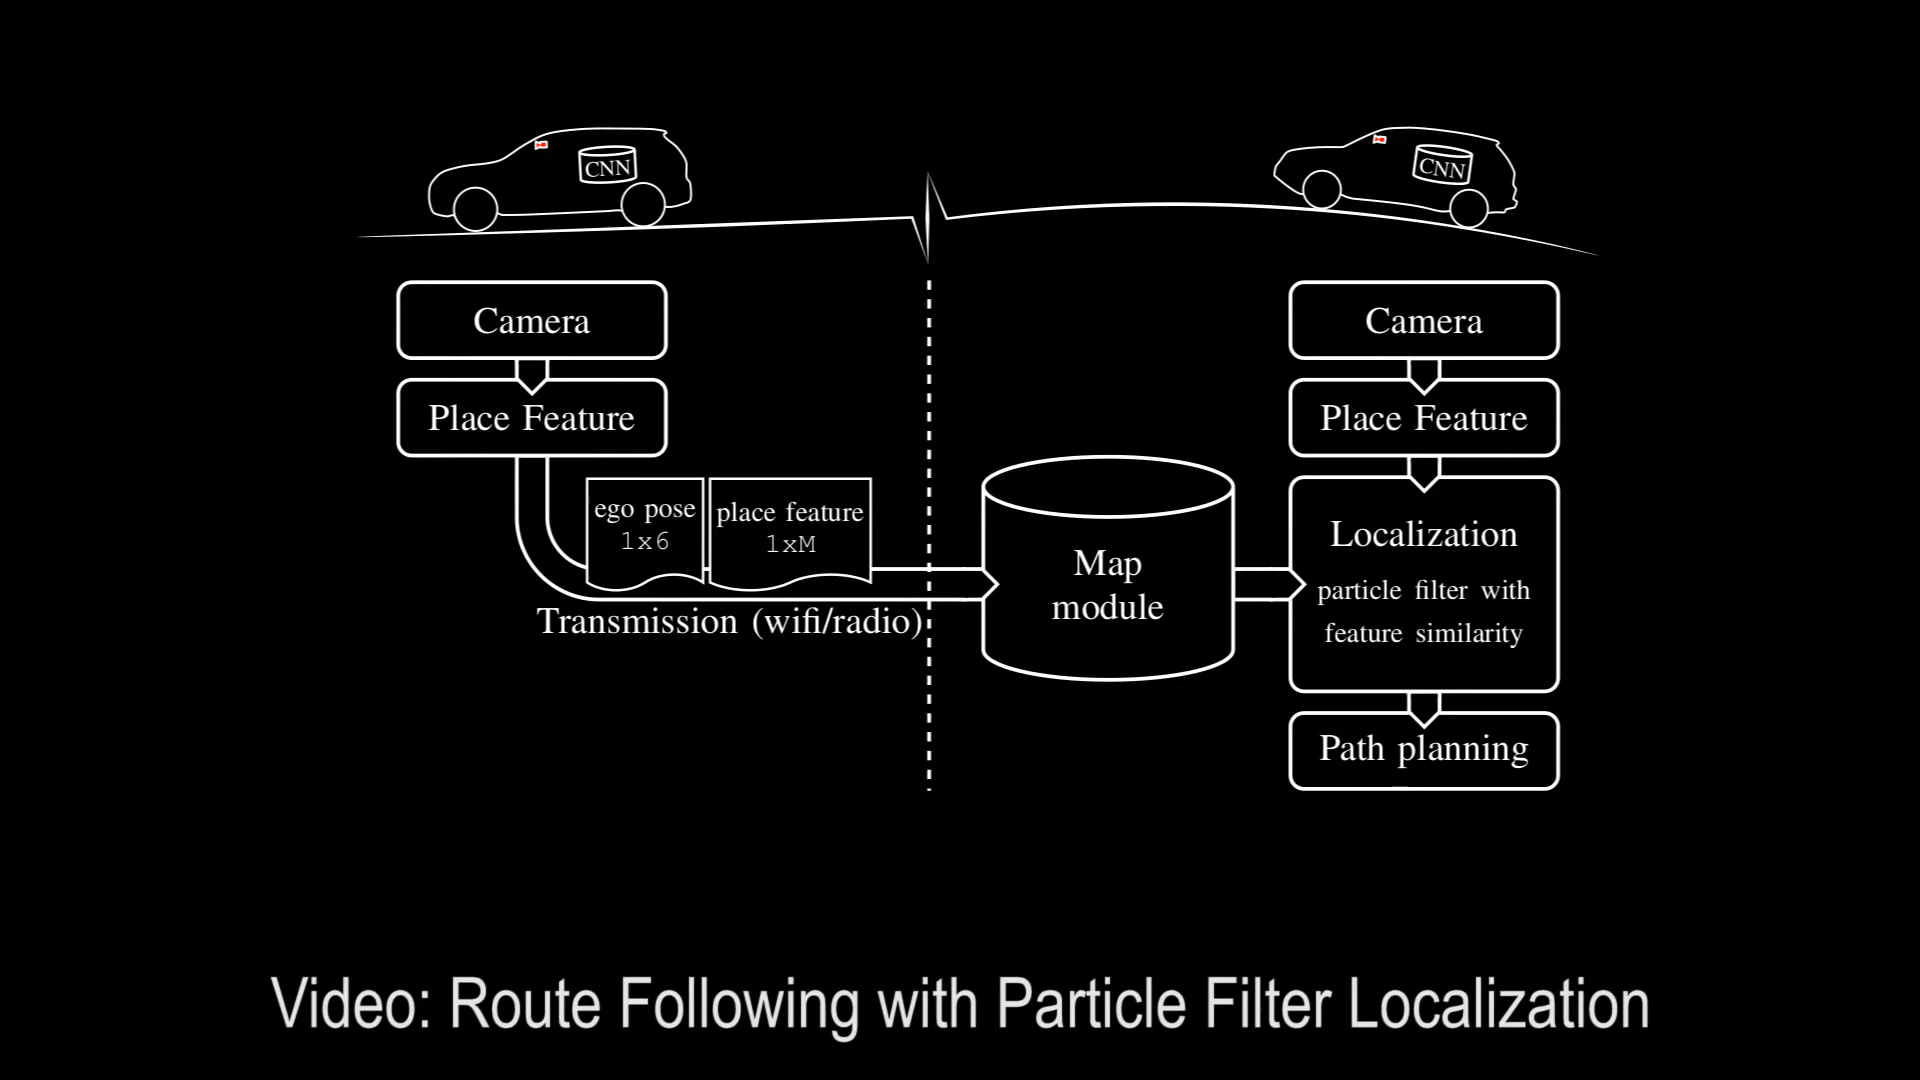 CNN
CNN
Camera
Place Feature
ego pose
1x6
place feature
1xM
Transmission (wifi/radio)
Map
module
Camera
Place Feature
Localization
particle filter with
feature similarity
Path planning
Video: Route Following with Particle Filter Localization